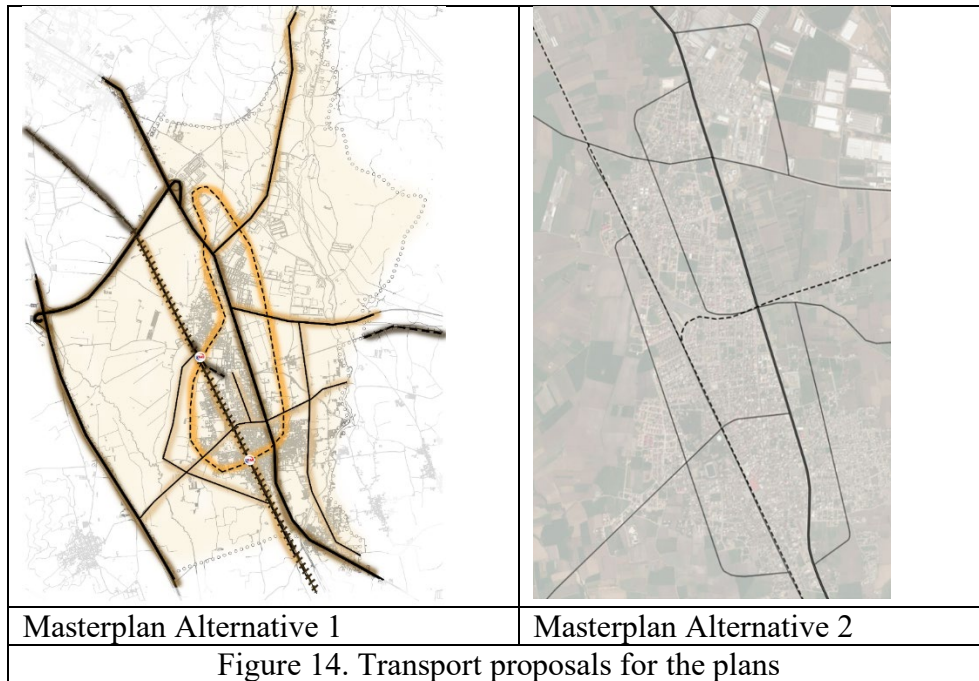 Masterplan Alternative 1
Masterplan Alternative 2
Figure 14. Transport proposals for the plans